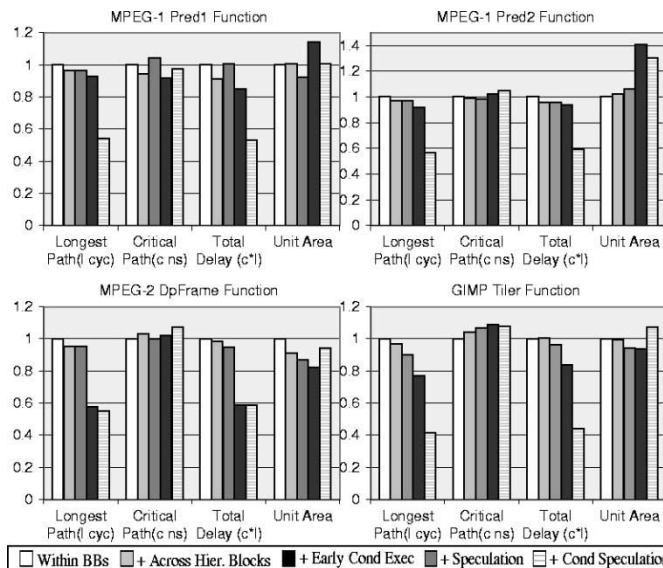 MPEG-1 Pred1 Function
1.2
1
0.8
0.6
0.4
0.2
0
Longest Path(l cyc)
Critical Path(c ns)
Total Delay (c*l)
Unit Area
MPEG-1 Pred2 Function
1.4
1.2
1
0.8
0.6
0.4
0.2
0
Longest Path(l cyc)
Critical Path(c ns)
Total Delay (c*l)
Unit Area
MPEG-2 DpFrame Function
1.2
1
0.8
0.6
0.4
0.2
0
Longest Path(l cyc)
Critical Path(c ns)
Total Delay (c*l)
Unit Area
GIMP Tiler Function
1.2
1
0.8
0.6
0.4
0.2
0
Longest Path(l cyc)
Critical Path(c ns)
Total Delay (c*l)
Unit Area
Within BBs + Across Hier. Blocks + Early Cond Exec + Speculation + Cond Speculation